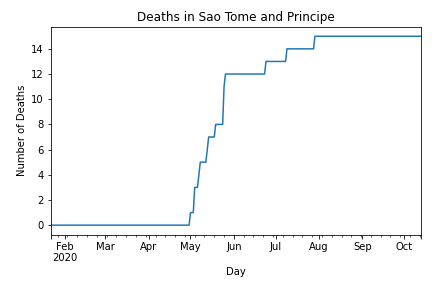 Deaths in Sao Tome and Principe
Number of Deaths
14
12
10
8
6
4
2
0
Feb Mar Apr May Jun Jul Aug Sep Oct
2020
Day